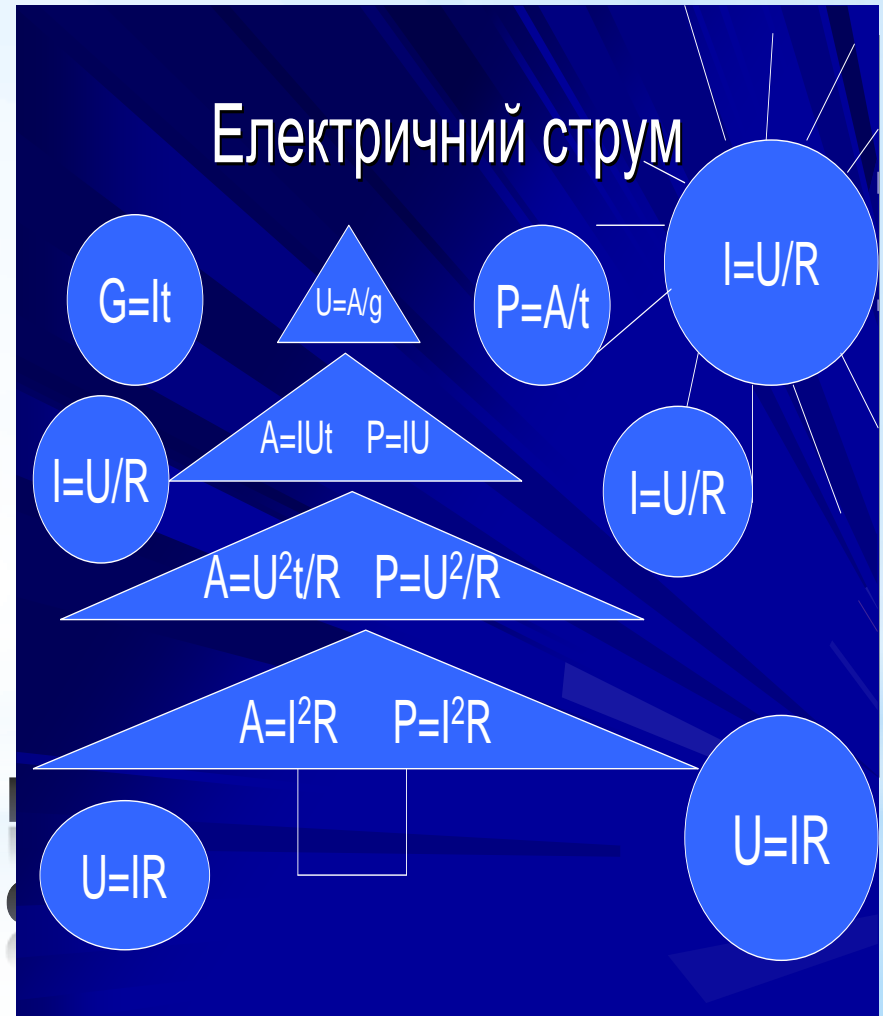 Електричний струм
I=U/R
G=It
U=A/g
P=A/t
A=IUt P=IU
I=U/R
I=U/R
A=U²t/R P=U²/R
A=I²R P=I²R
U=IR
U=IR